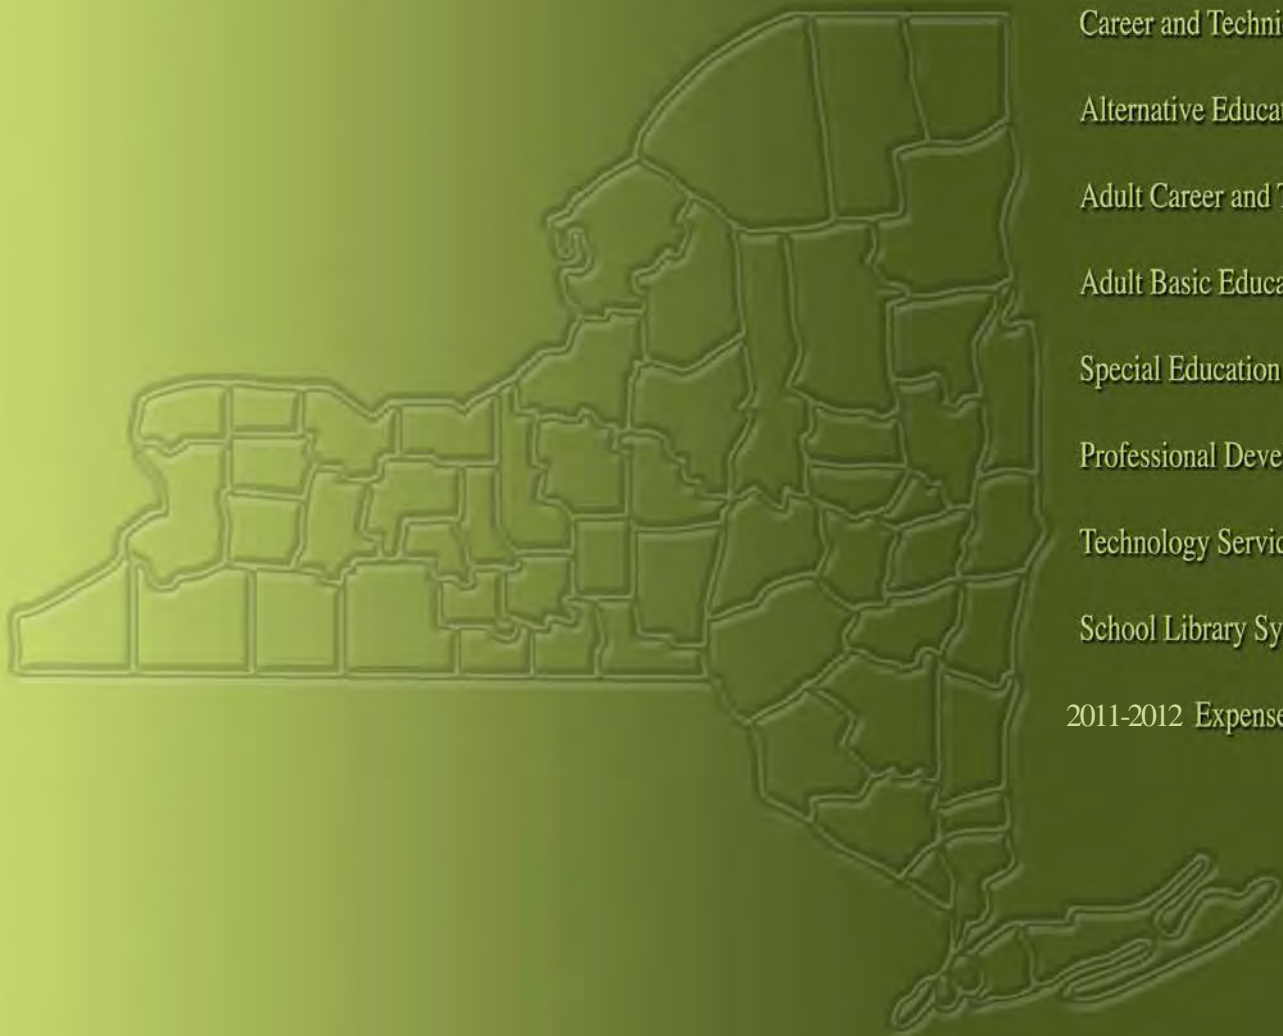 Career and Techni
Alternative Educa
Adult Career and
Adult Basic Educa
Special Education
Professional Deve
Technology Servic
School Library Sy
2011-2012 Expense